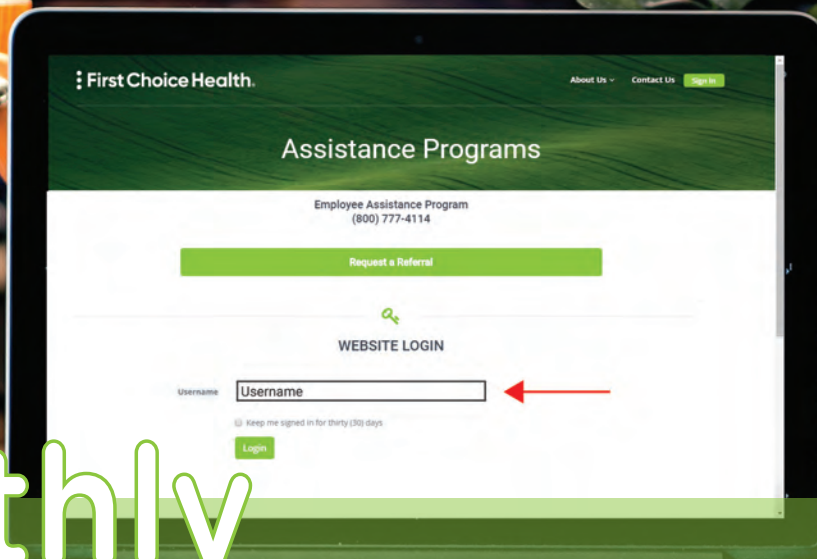 First Choice Health.
About Us Contact Us Sign In
Assistance Programs
Employee Assistance Program
(800) 777-4114
Request a Referral
WEBSITE LOGIN
Username Username
Keep me signed in for thirty (30) days
Login
thly